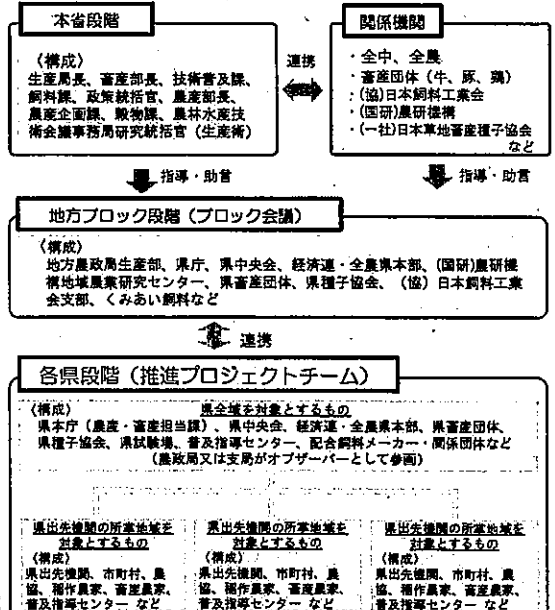 本省段階
（構成）
生産局長、畜産部長、技術普及課、
飼料課、政策統括官、農産部長、
農産企画課、穀物課、農林水産技
術会議事務局研究統括官（生産術）
連携
関係機関
・全中、全農
・畜産団体（牛、豚、鶏）
・(協)日本飼料工業会
・(国研)農研機構
・(一社)日本草地畜産種子協会
など
指導・助言
指導・助言
地方ブロック段階（ブロック会議）
（構成）
地方農政局生産部、県庁、県中央会、経済連・全農県本部、(国研)農研機
構地域農業研究センター、県畜産団体、県種子協会、（協）日本飼料工業
会支部、くみあい飼料など
連携
各県段階（推進プロジェクトチーム）
（構成）　県全域を対象とするもの
県本庁（農産・畜産担当課）、県中央会、経済連・全農県本部、県畜産団体、
県種子協会、県試験場、普及指導センター、配合飼料メーカー・関係団体など
（農政局又は支局がオブザーバーとして参画）
県出先機関の所掌地域を
対象とするもの
（構成）
県出先機関、市町村、農
協、稲作農家、畜産農家、
普及指導センター など
県出先機関の所掌地域を
対象とするもの
（構成）
県出先機関、市町村、農
協、稲作農家、畜産農家、
普及指導センター など
県出先機関の所掌地域を
対象とするもの
（構成）
県出先機関、市町村、農
協、稲作農家、畜産農家、
普及指導センター など